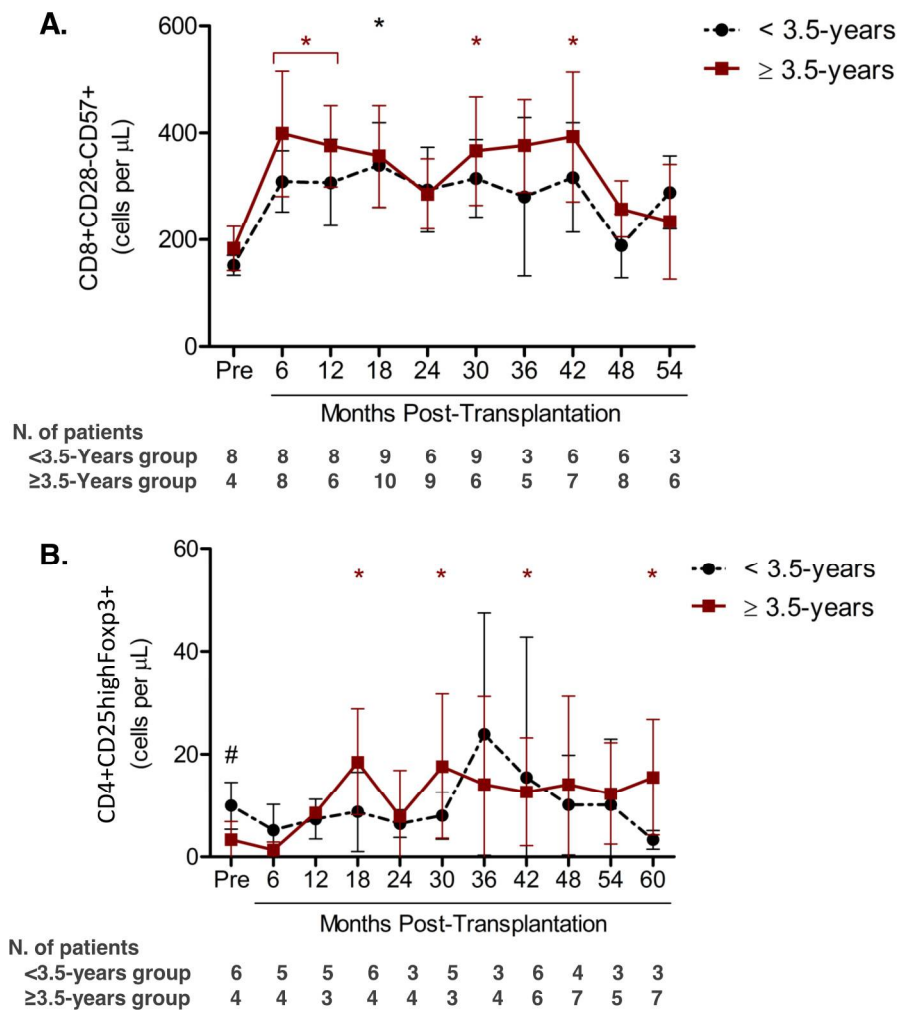 A.
600
400
200
0
CD8+CD28-CD57+
(cells per µL)
*
*
*
*
< 3.5-years
≥ 3.5-years
Pre 6 12 18 24 30 36 42 48 54
Months Post-Transplantation
N. of patients
<3.5-Years group 8 8 8 9 6 9 3 6 6 3
≥3.5-Years group 4 8 6 10 9 6 5 7 8 6
B.
60
40
20
0
CD4+CD25highFoxp3+
(cells per µL)
#
*
*
*
*
< 3.5-years
≥ 3.5-years
Pre 6 12 18 24 30 36 42 48 54 60
Months Post-Transplantation
N. of patients
<3.5-years group 6 5 5 6 3 5 3 6 4 3 3
≥3.5-years group 4 4 3 4 4 3 4 6 7 5 7